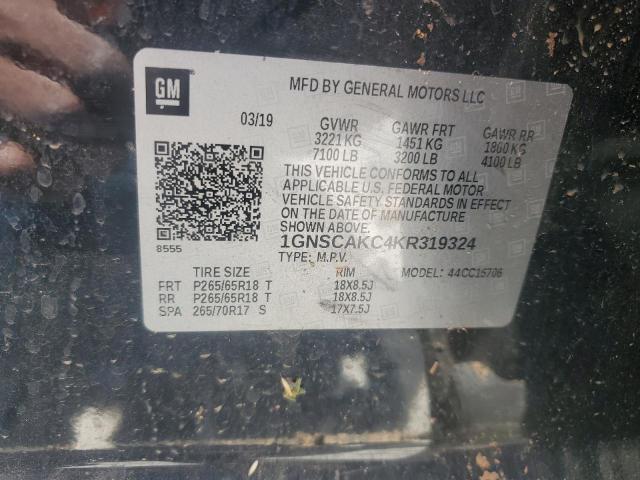 GM
MFD BY GENERAL MOTORS LLC
03/19 GVWR GAWR FRT GAWR RR
3221 KG 1451 KG 1860 KG
7100 LB 3200 LB 4100 LB
THIS VEHICLE CONFORMS TO ALL
APPLICABLE U.S. FEDERAL MOTOR
VEHICLE SAFETY STANDARDS IN EFFECT
ON THE DATE OF MANUFACTURE
SHOWN ABOVE.
8555
1GNSCAKC4KR319324
TYPE: M.P.V. MODEL: 44CC15706
TIRE SIZE RIM
FRT P265/65R18 T 18X8.5J
RR P265/65R18 T 18X8.5J
SPA 265/70R17 S 17X7.5J